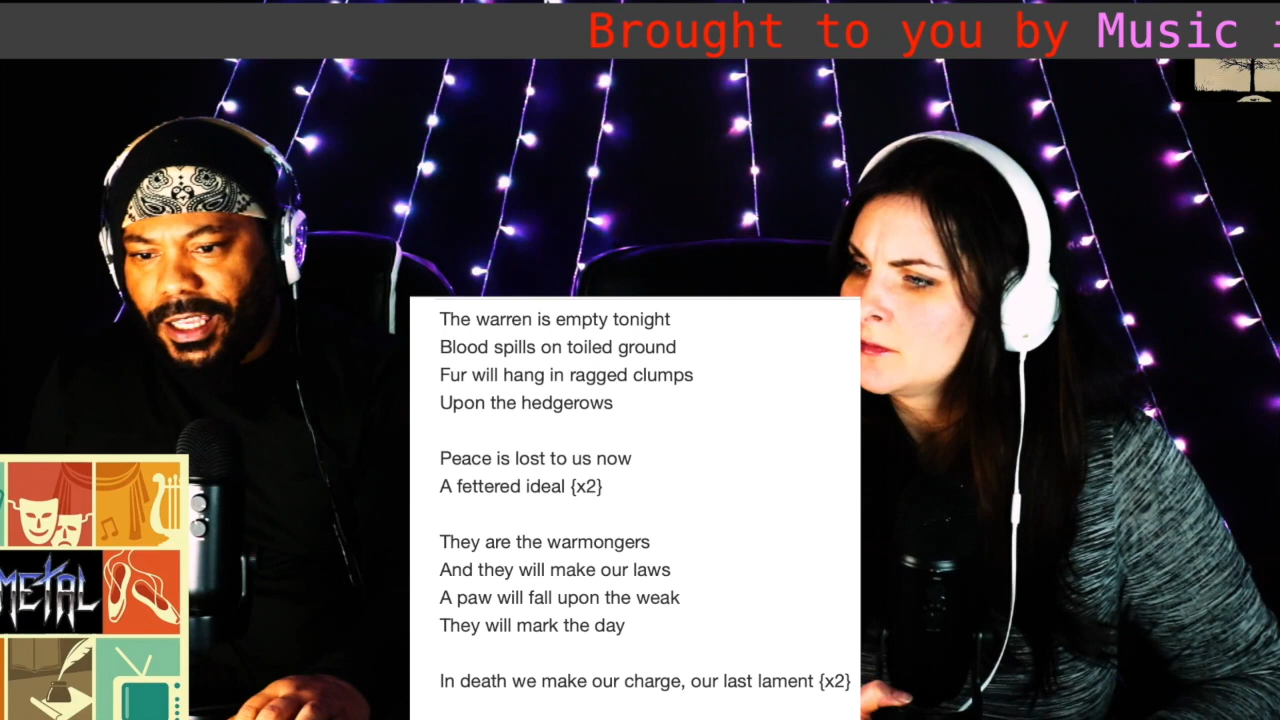 Brought to you by Music
The warren is empty tonight
Blood spills on toiled ground
Fur will hang in ragged clumps
Upon the hedgerows
Peace is lost to us now
A fettered ideal {x2}
They are the warmongers
And they will make our laws
A paw will fall upon the weak
They will mark the day
In death we make our charge, our last lament {x2}
METAL